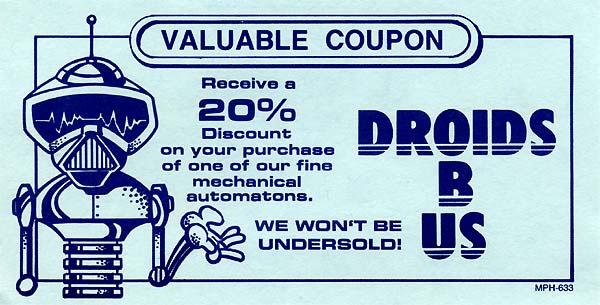 VALUABLE COUPON
Receive a
20%
Discount
on your purchase
of one of our fine
mechanical
automatons.
WE WON'T BE
UNDERSOLD!
DROIDS
B
US
MPH-633